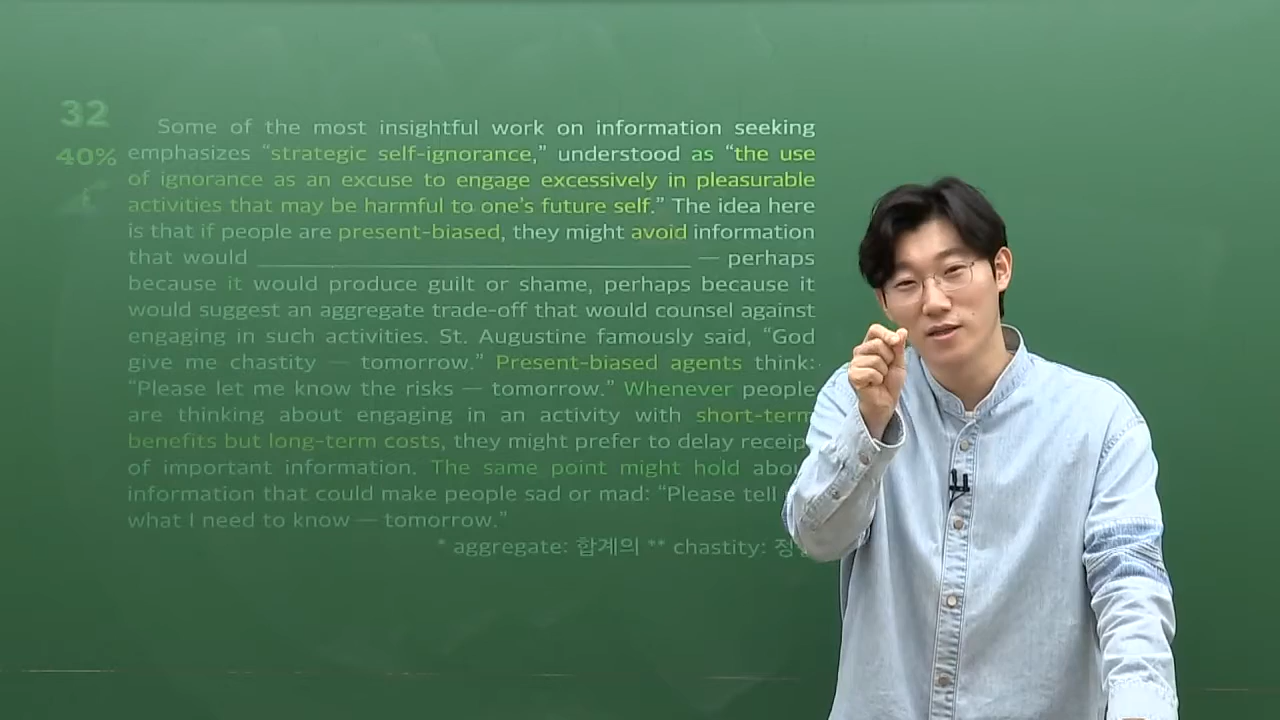 32
40%
Some of the most insightful work on information seeking
emphasizes “strategic self-ignorance,” understood as “the use
of ignorance as an excuse to engage excessively in pleasurable
activities that may be harmful to one’s future self.” The idea here
is that if people are present-biased, they might avoid information
that would ______ — perhaps
because it would produce guilt or shame, perhaps because it
would suggest an aggregate trade-off that would counsel against
engaging in such activities. St. Augustine famously said, “God
give me chastity — tomorrow.” Present-biased agents think:
“Please let me know the risks — tomorrow.” Whenever people
are thinking about engaging in an activity with short-term
benefits but long-term costs, they might prefer to delay
of important information. The same point might hold
information that could make people sad or mad: “Please tell
what I need to know — tomorrow.”
* aggregate: 합계의 ** chastity: